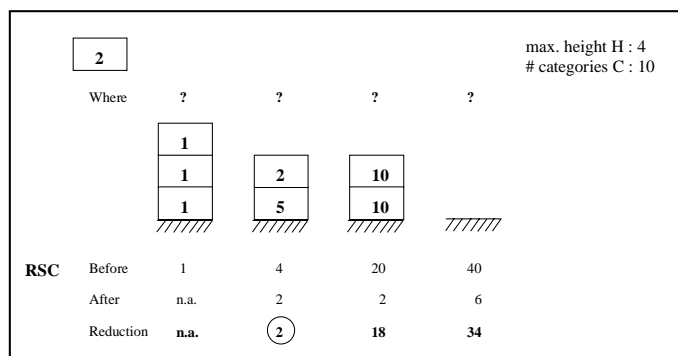 2
max. height H : 4
# categories C : 10
Where ? ? ? ?
1
1 2 10
1 5 10
RSC Before 1 4 20 40
After n.a. 2 2 6
Reduction n.a. 2 18 34